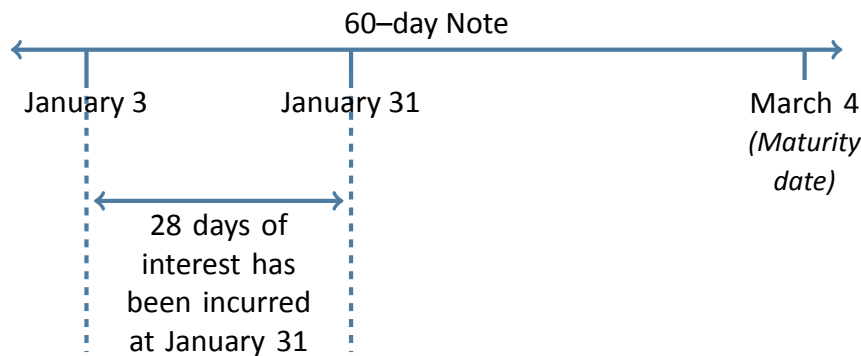 60–day Note
January 3
January 31
March 4
(Maturity
date)
28 days of
interest has
been incurred
at January 31